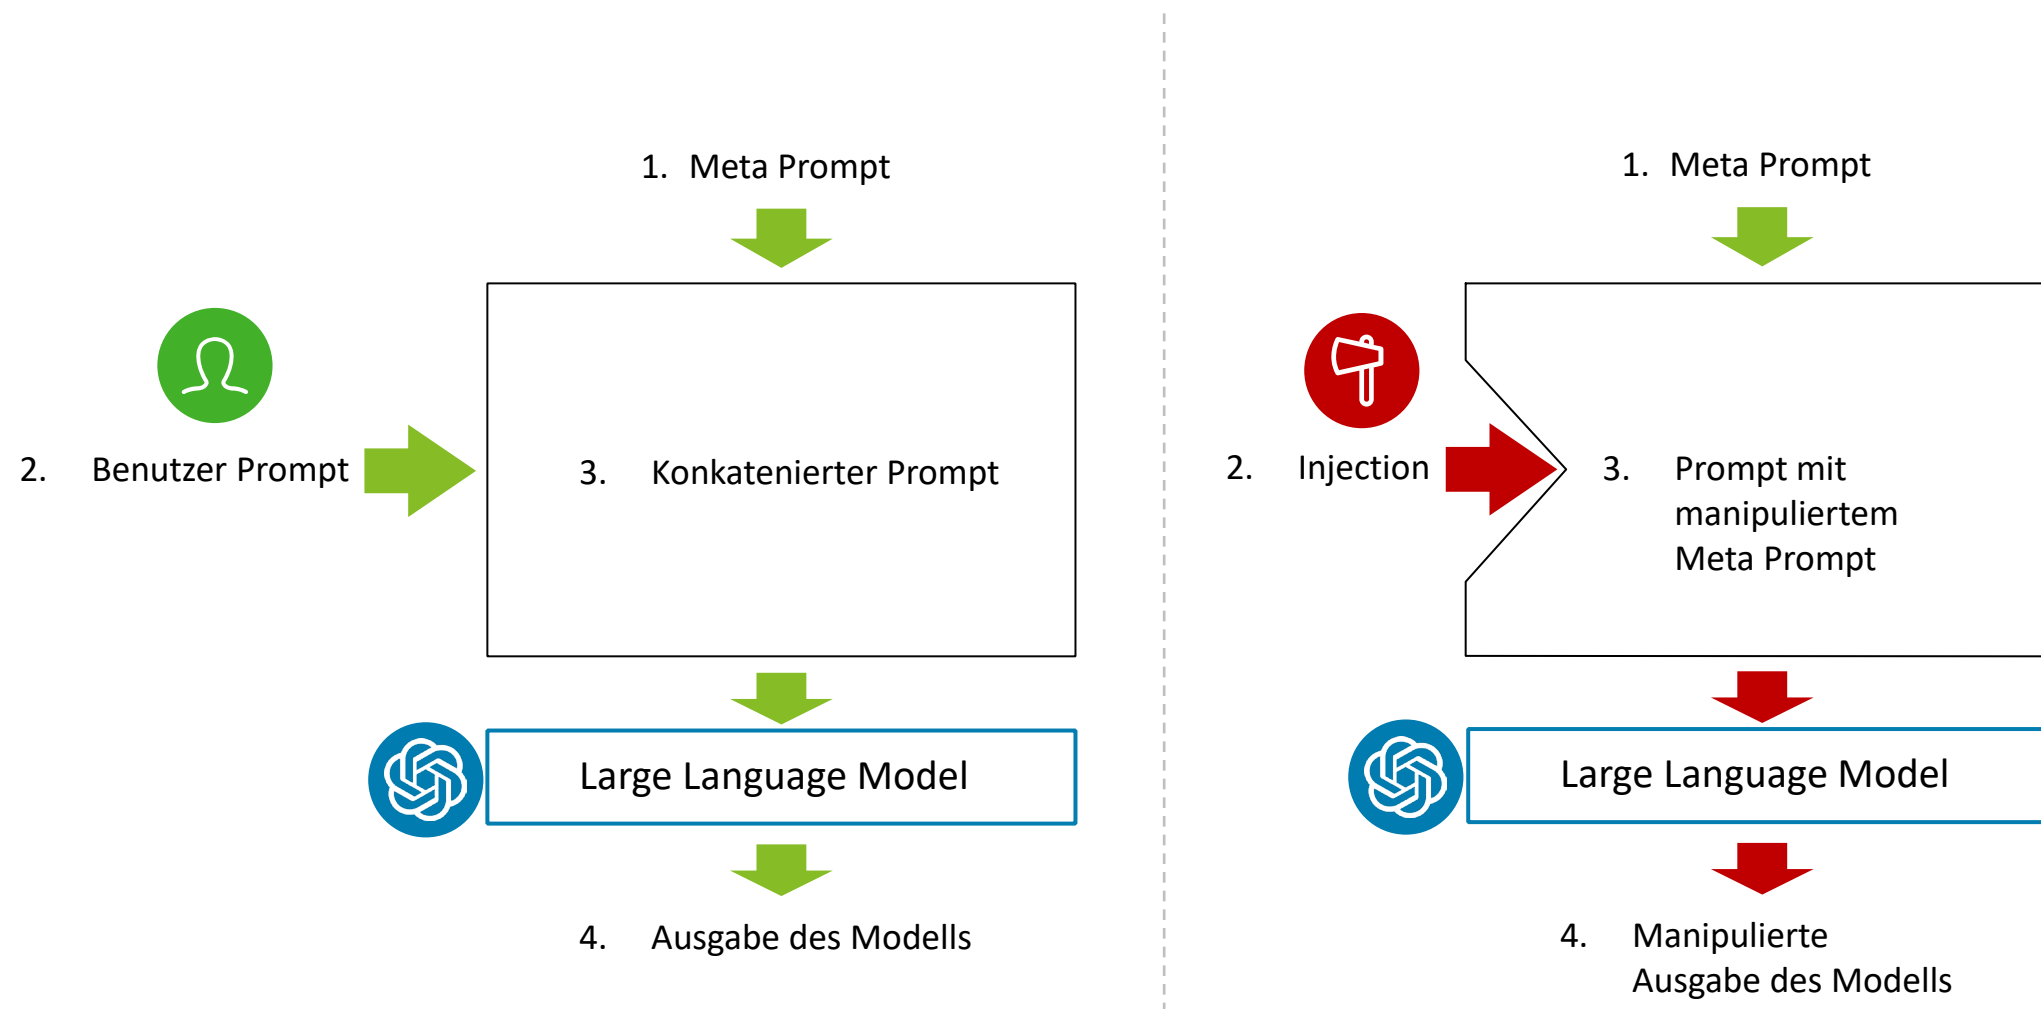 1. Meta Prompt
2. Benutzer Prompt
3. Konkatenierter Prompt
Large Language Model
4. Ausgabe des Modells
1. Meta Prompt
2. Injection
3. Prompt mit
manipuliertem
Meta Prompt
Large Language Model
4. Manipulierte
Ausgabe des Modells